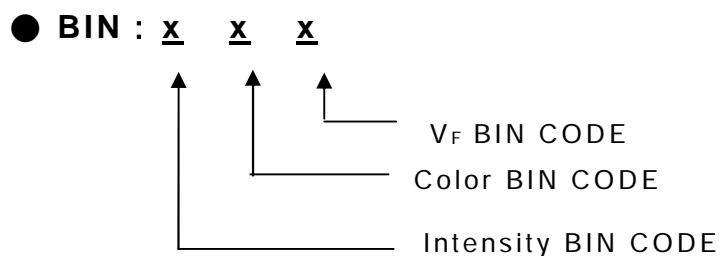 ● BIN : x x x
VF BIN CODE
Color BIN CODE
Intensity BIN CODE